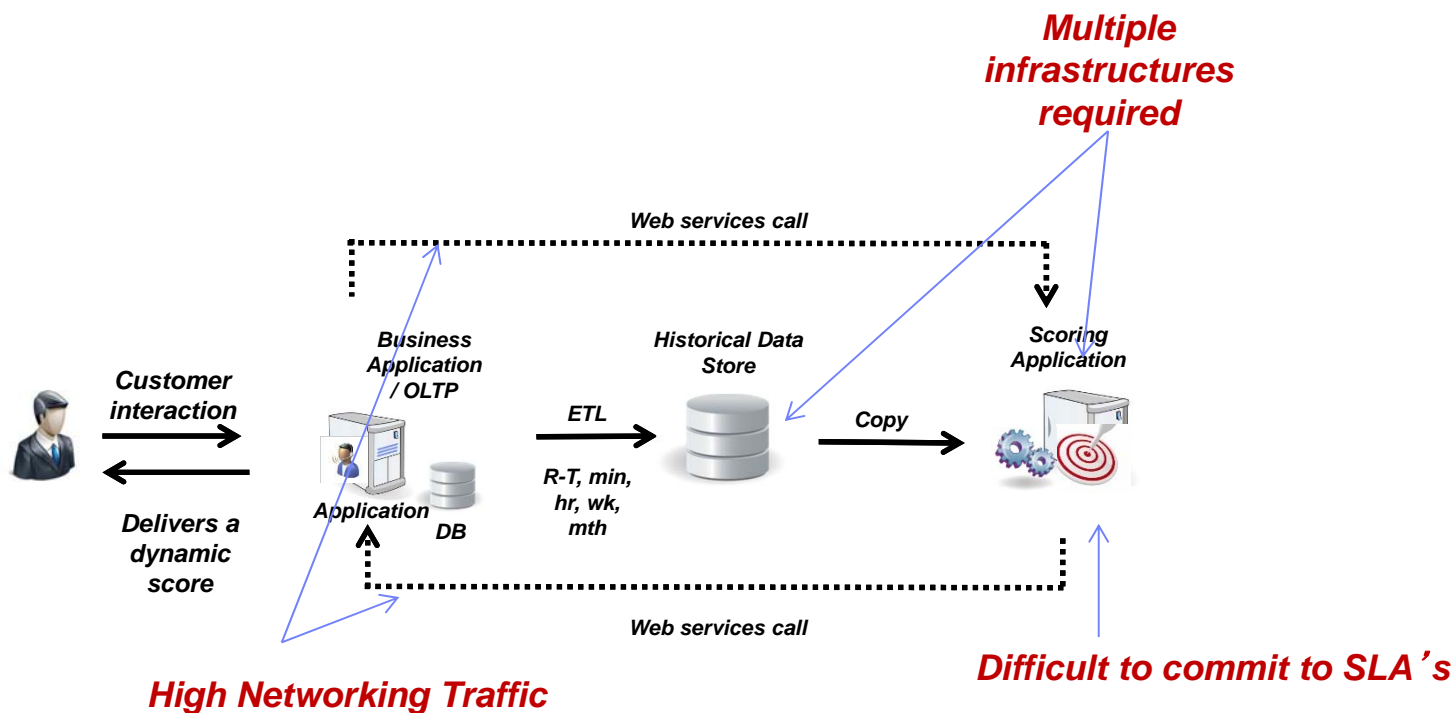 Multiple
infrastructures
required
Web services call
Business
Application
/ OLTP
Historical Data
Store
Scoring
Application
Customer
interaction
ETL
Copy
R-T, min,
hr, wk,
mth
Application
DB
Delivers a
dynamic
score
Web services call
Difficult to commit to SLA's
High Networking Traffic